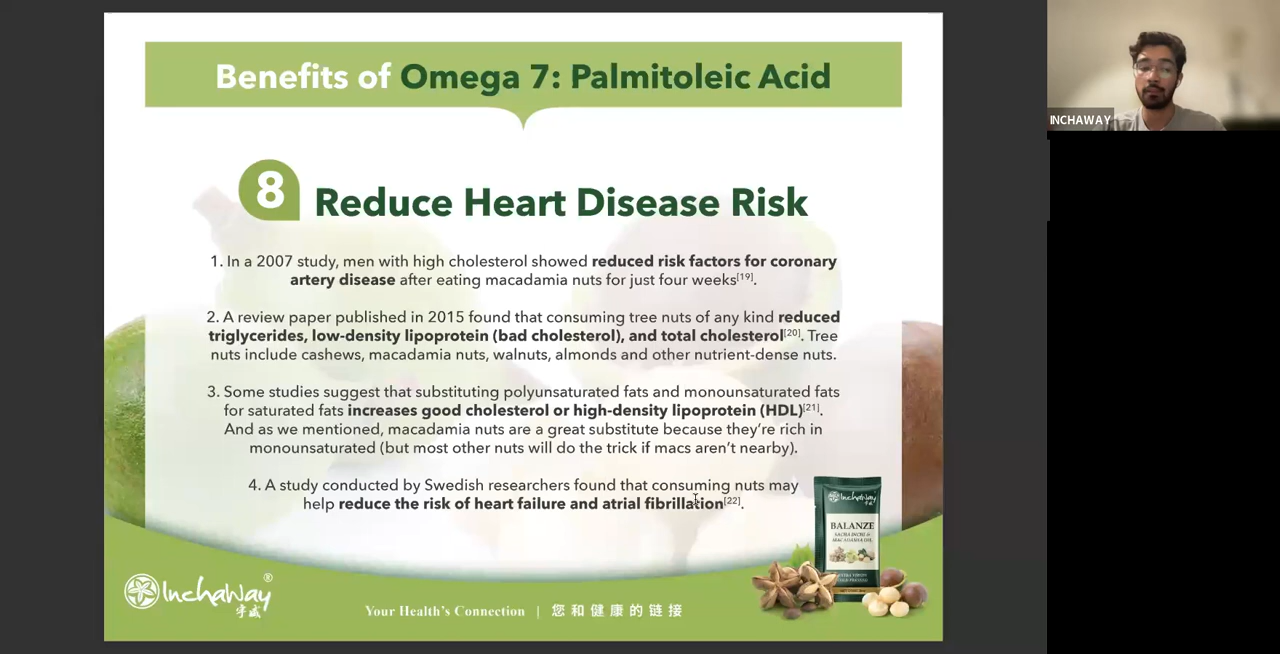 Benefits of Omega 7: Palmitoleic Acid
8 Reduce Heart Disease Risk
1. In a 2007 study, men with high cholesterol showed reduced risk factors for coronary
artery disease after eating macadamia nuts for just four weeks[19].
2. A review paper published in 2015 found that consuming tree nuts of any kind reduced
triglycerides, low-density lipoprotein (bad cholesterol), and total cholesterol[20]. Tree
nuts include cashews, macadamia nuts, walnuts, almonds and other nutrient-dense nuts.
3. Some studies suggest that substituting polyunsaturated fats and monounsaturated fats
for saturated fats increases good cholesterol or high-density lipoprotein (HDL)[21].
And as we mentioned, macadamia nuts are a great substitute because they're rich in
monounsaturated (but most other nuts will do the trick if macs aren't nearby).
4. A study conducted by Swedish researchers found that consuming nuts may
help reduce the risk of heart failure and atrial fibrillation[22].
InchaWay
BALANZE
SACHA INCHI &
MACADAMIA OIL
InchaWay®
宇威
Your Health's Connection | 您和健康的链接
INCHAWAY